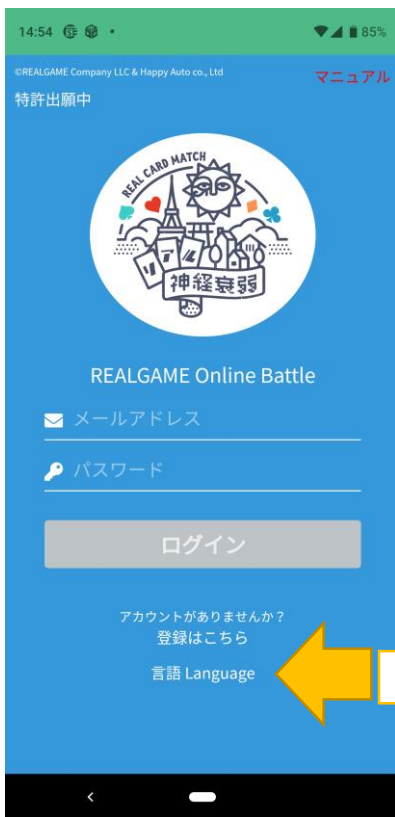 14:54
85%
©REALGAME Company LLC & Happy Auto co., Ltd
マニュアル
特許出願中
REAL CARD MATCH
リアル
神経衰弱
REALGAME Online Battle
メールアドレス
パスワード
ログイン
アカウントがありませんか？
登録はこちら
言語 Language